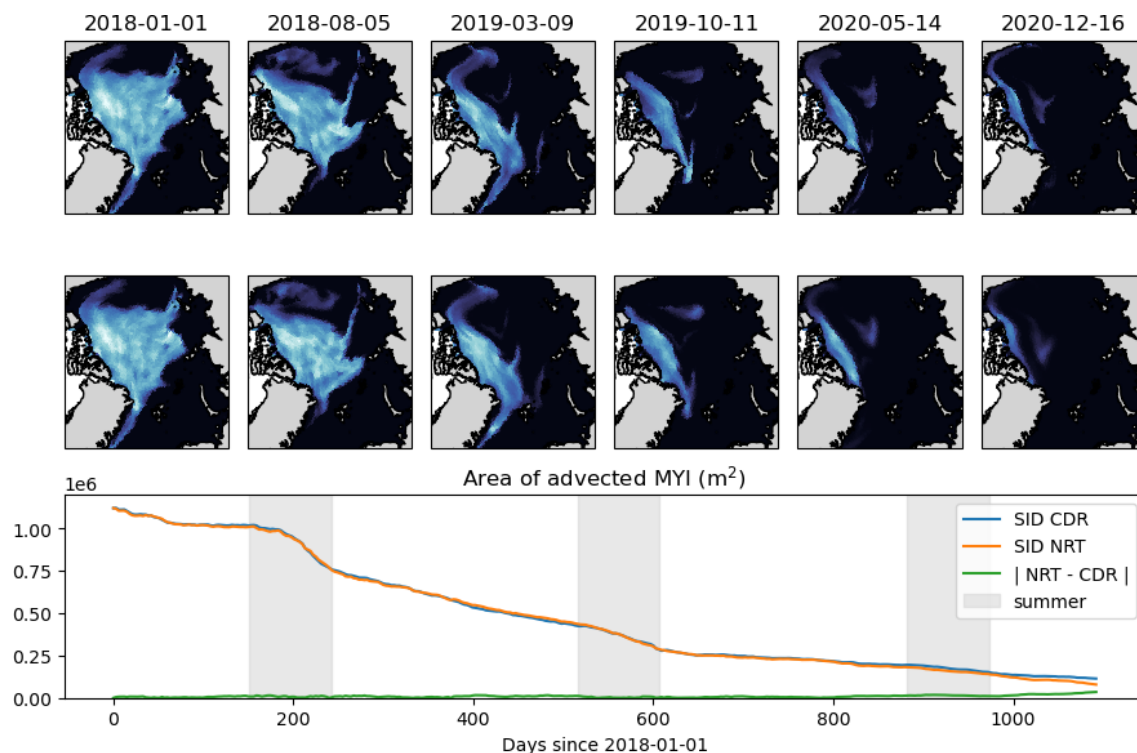 2018-01-01 2018-08-05 2019-03-09 2019-10-11 2020-05-14 2020-12-16
Area of advected MYI (m²)
1e6
1.00
0.75
0.50
0.25
0.00
SID CDR
SID NRT
| NRT - CDR |
summer
0 200 400 600 800 1000
Days since 2018-01-01